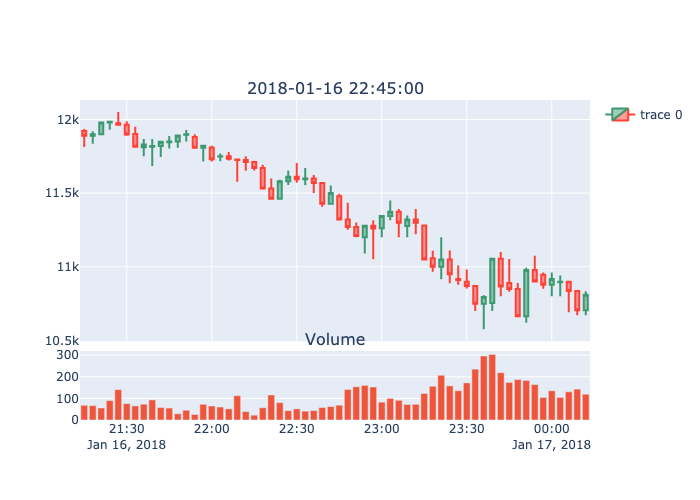 2018-01-16 22:45:00
trace 0
12k
11.5k
11k
10.5k
Volume
300
200
100
0
21:30
22:00
22:30
23:00
23:30
00:00
Jan 16, 2018
Jan 17, 2018